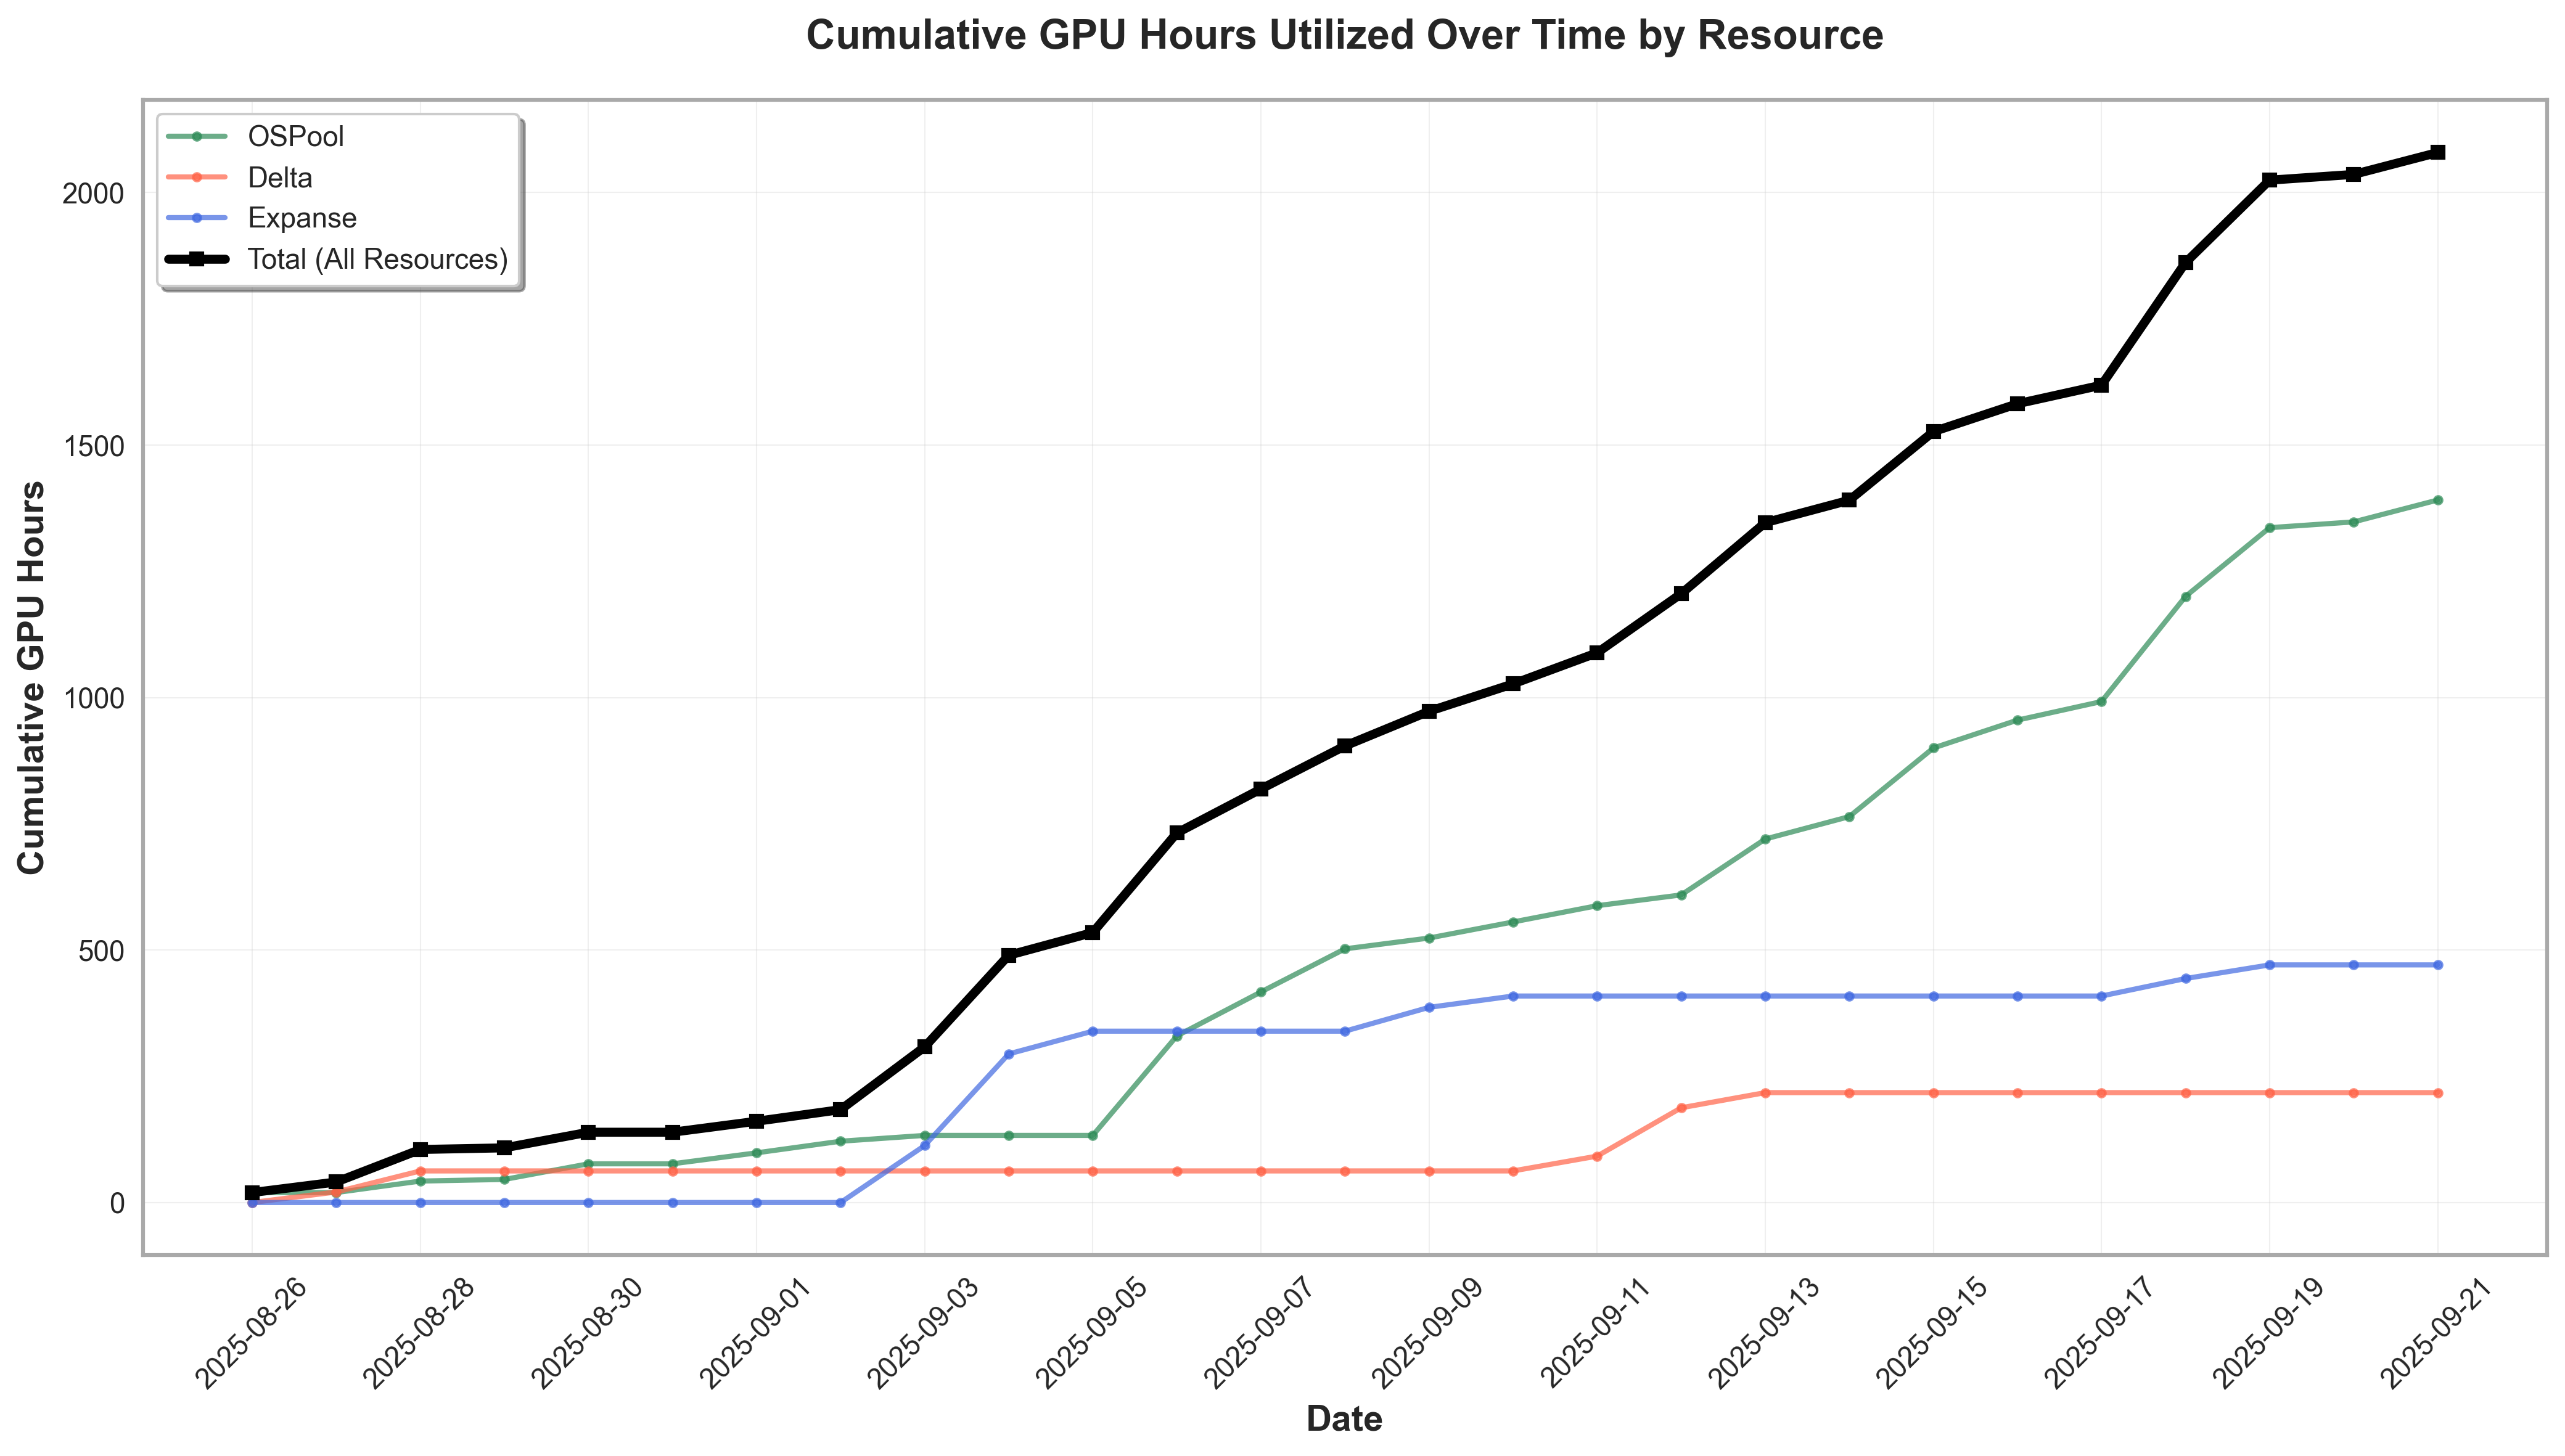 Cumulative GPU Hours Utilized Over Time by Resource
OSPool
Delta
Expanse
Total (All Resources)
Cumulative GPU Hours
2000
1500
1000
500
0
2025-08-26
2025-08-28
2025-08-30
2025-09-01
2025-09-03
2025-09-05
2025-09-07
2025-09-09
2025-09-11
2025-09-13
2025-09-15
2025-09-17
2025-09-19
2025-09-21
Date